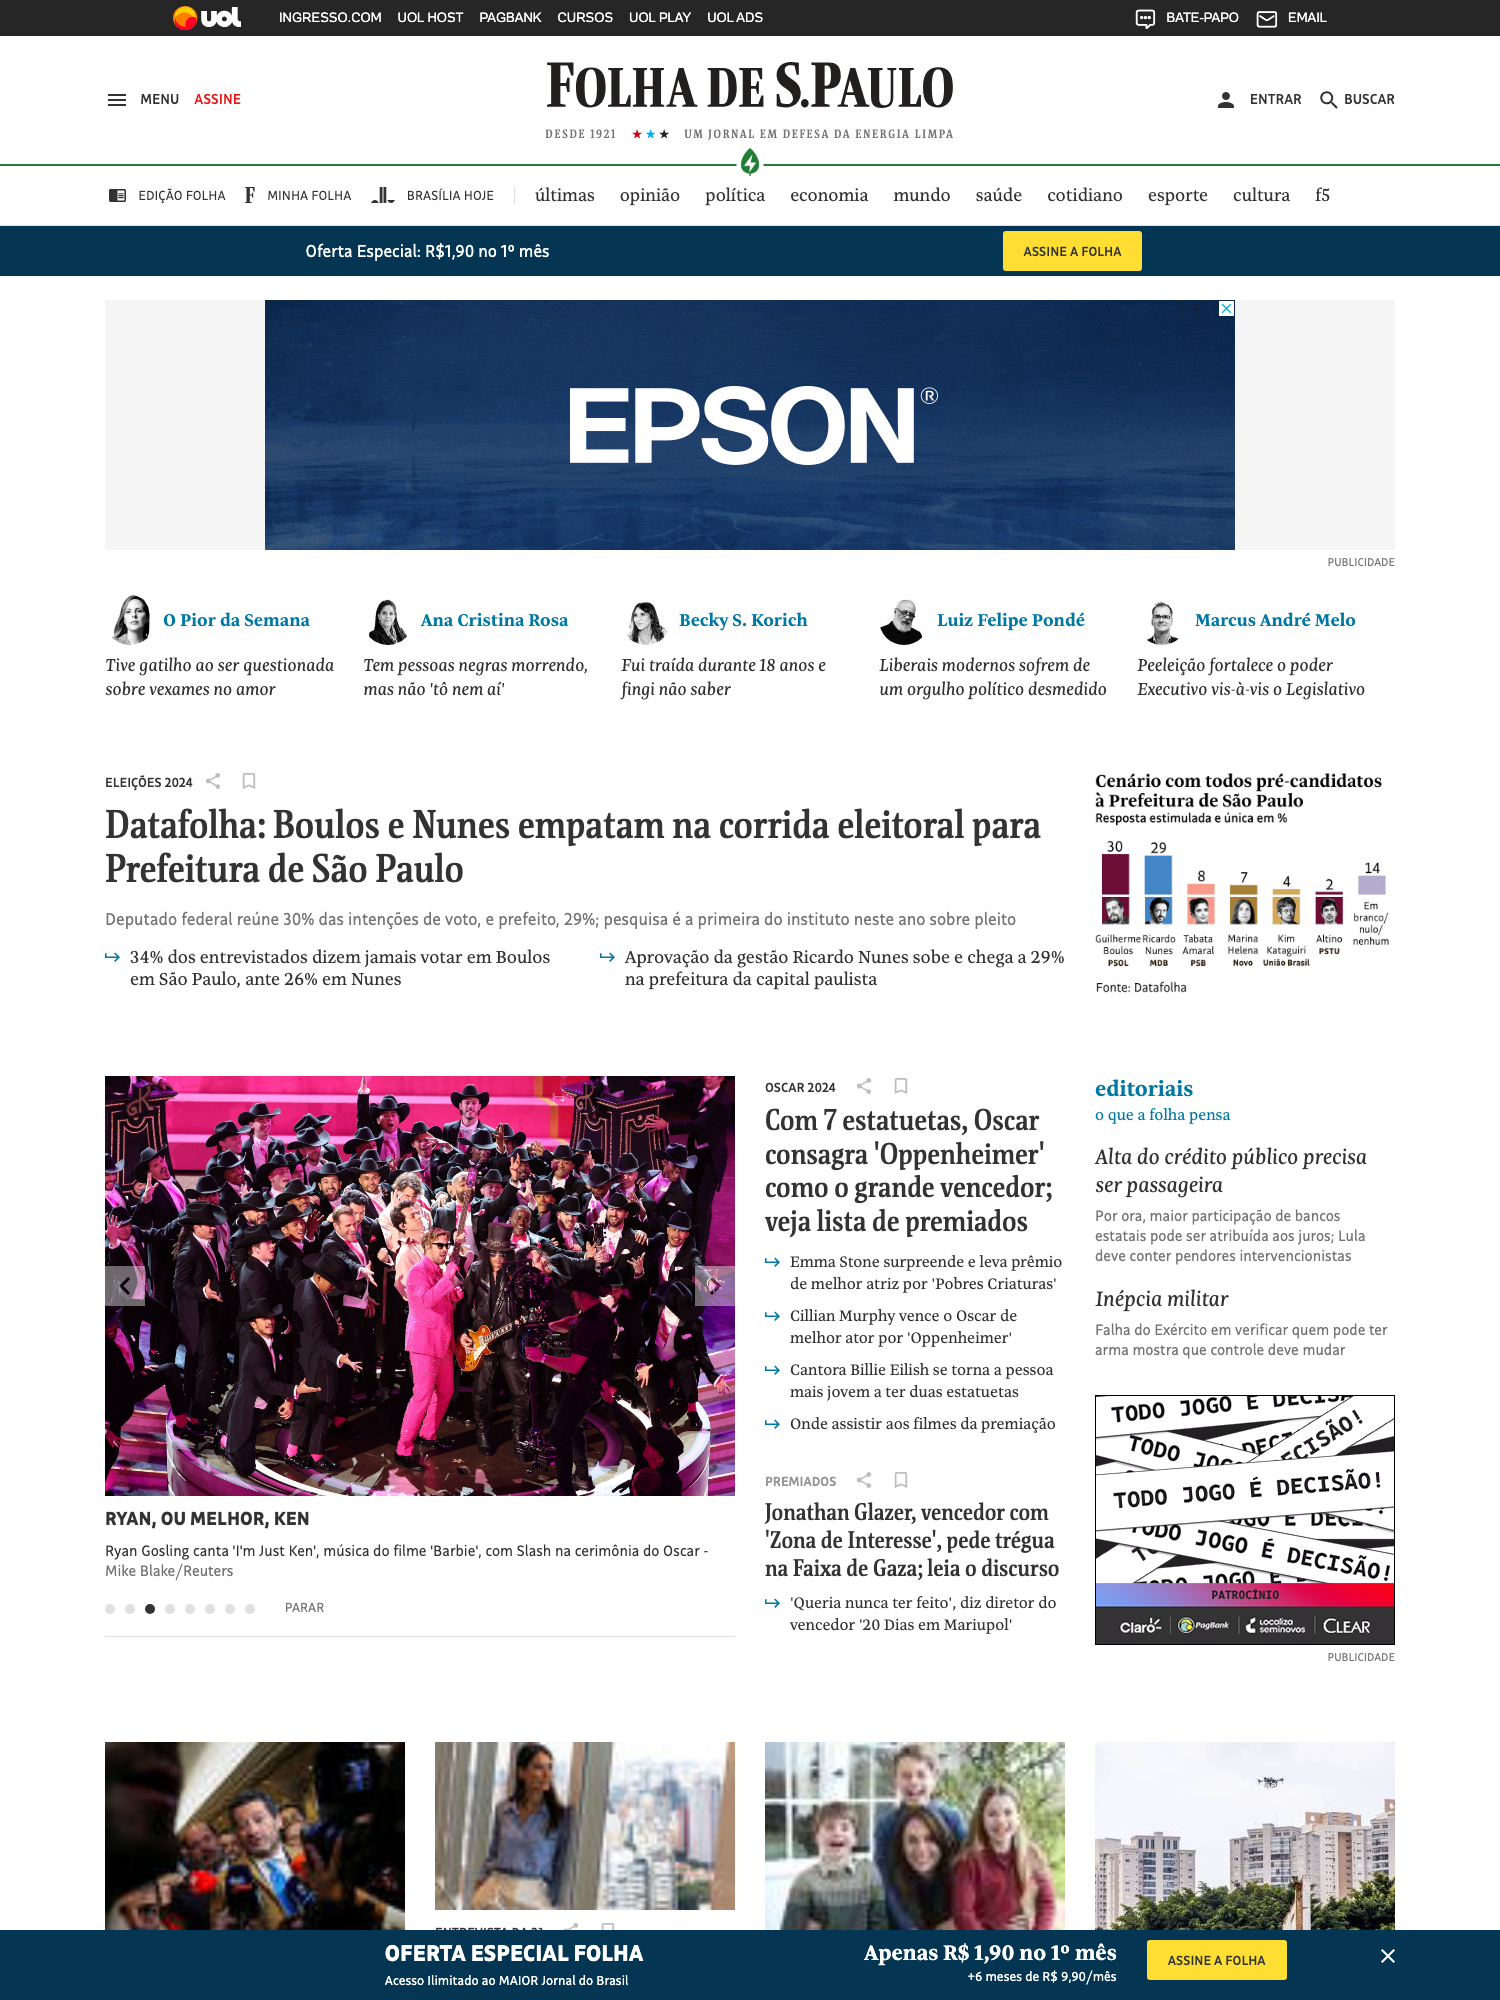 uol INGRESSO.COM UOL HOST PAGBANK CURSOS UOL PLAY UOL ADS BATE-PAPO EMAIL
MENU ASSINE
FOLHA DE S.PAULO
ENTRAR BUSCAR
DESDE 1921 ★★★ UM JORNAL EM DEFESA DA ENERGIA LIMPA
EDIÇÃO FOLHA F MINHA FOLHA BRASÍLIA HOJE últimas opinião política economia mundo saúde cotidiano esporte cultura f5
Oferta Especial: R$1,90 no 1º mês ASSINE A FOLHA
EPSON®
PUBLICIDADE
O Pior da Semana
Tive gatilho ao ser questionada
sobre vexames no amor
Ana Cristina Rosa
Tem pessoas negras morrendo,
mas não 'tô nem aí'
Becky S. Korich
Fui traída durante 18 anos e
fingi não saber
Luiz Felipe Pondé
Liberais modernos sofrem de
um orgulho político desmedido
Marcus André Melo
Peeleição fortalece o poder
Executivo vis-à-vis o Legislativo
ELEIÇÕES 2024
Datafolha: Boulos e Nunes empatam na corrida eleitoral para
Prefeitura de São Paulo
Deputado federal reúne 30% das intenções de voto, e prefeito, 29%; pesquisa é a primeira do instituto neste ano sobre pleito
34% dos entrevistados dizem jamais votar em Boulos
em São Paulo, ante 26% em Nunes
Aprovação da gestão Ricardo Nunes sobe e chega a 29%
na prefeitura da capital paulista
Cenário com todos pré-candidatos
à Prefeitura de São Paulo
Resposta estimulada e única em %
30 29 8 7 4 2 14
Guilherme Boulos PSOL
Ricardo Nunes MDB
Tabata Amaral PSB
Marina Helena Novo
Kim Kataguiri União Brasil
Altino PSTU
Em branco/ nulo/ nenhum
Fonte: Datafolha
RYAN, OU MELHOR, KEN
Ryan Gosling canta 'I'm Just Ken', música do filme 'Barbie', com Slash na cerimônia do Oscar -
Mike Blake/Reuters
PARAR
OSCAR 2024
Com 7 estatuetas, Oscar
consagra 'Oppenheimer'
como o grande vencedor;
veja lista de premiados
Emma Stone surpreende e leva prêmio
de melhor atriz por 'Pobres Criaturas'
Cillian Murphy vence o Oscar de
melhor ator por 'Oppenheimer'
Cantora Billie Eilish se torna a pessoa
mais jovem a ter duas estatuetas
Onde assistir aos filmes da premiação
PREMIADOS
Jonathan Glazer, vencedor com
'Zona de Interesse', pede trégua
na Faixa de Gaza; leia o discurso
'Queria nunca ter feito', diz diretor do
vencedor '20 Dias em Mariupol'
editoriais
o que a folha pensa
Alta do crédito público precisa
ser passageira
Por ora, maior participação de bancos
estatais pode ser atribuída aos juros; Lula
deve conter pendores intervencionistas
Inépcia militar
Falha do Exército em verificar quem pode ter
arma mostra que controle deve mudar
TODO JOGO É DECISÃO!
TODO JOGO É DECISÃO!
PATROCÍNIO
Claro PagBank Localiza seminovos CLEAR
PUBLICIDADE
OFERTA ESPECIAL FOLHA
Acesso Ilimitado ao MAIOR Jornal do Brasil
Apenas R$ 1,90 no 1º mês
+6 meses de R$ 9,90/mês
ASSINE A FOLHA